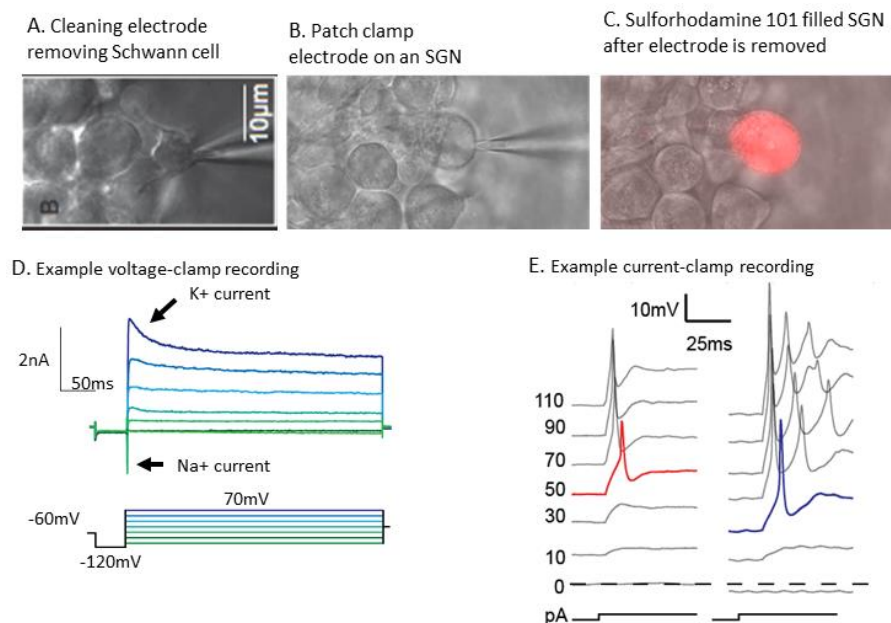 A. Cleaning electrode
removing Schwann cell
B. Patch clamp
electrode on an SGN
C. Sulforhodamine 101 filled SGN
after electrode is removed
10µm
B
D. Example voltage-clamp recording
K+ current
2nA
50ms
Na+ current
70mV
-60mV
-120mV
E. Example current-clamp recording
10mV
25ms
110
90
70
50
30
10
0
pA